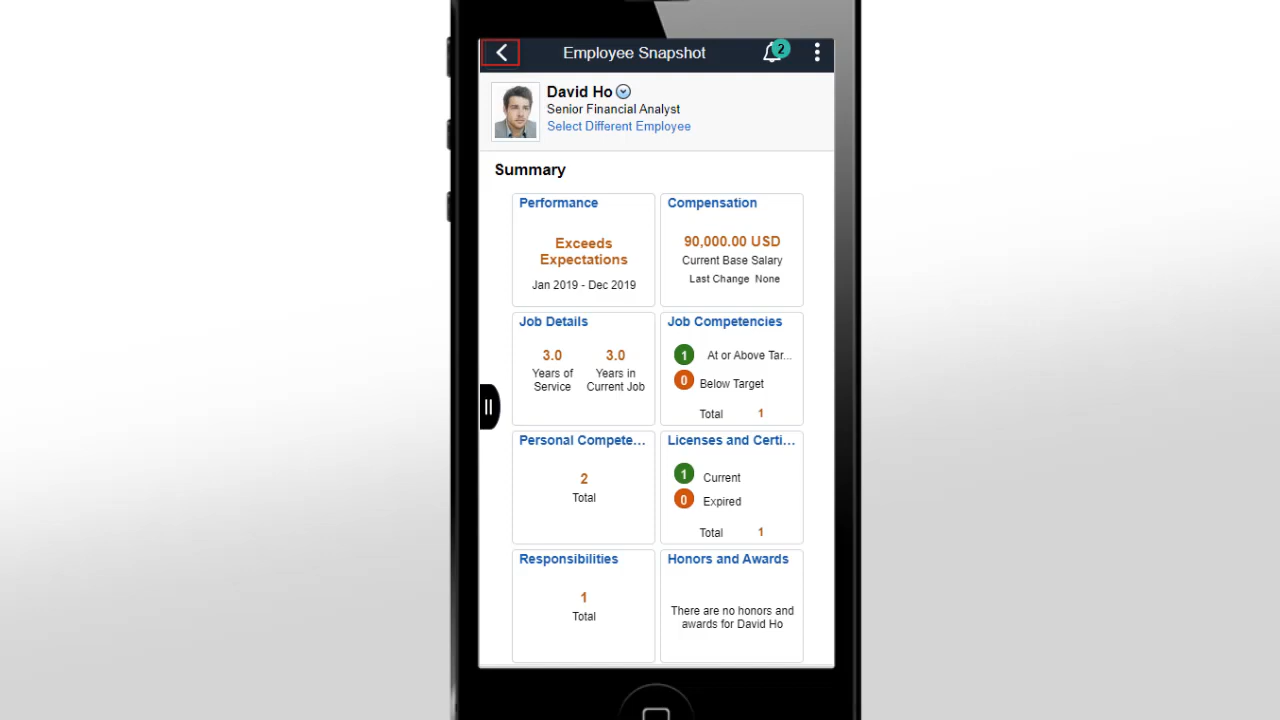 Employee Snapshot
2
David Ho
Senior Financial Analyst
Select Different Employee
Summary
Performance
Exceeds
Expectations
Jan 2019 - Dec 2019
Compensation
90,000.00 USD
Current Base Salary
Last Change None
Job Details
3.0 3.0
Years of Years in
Service Current Job
Job Competencies
1 At or Above Tar...
0 Below Target
Total 1
Personal Compete...
2
Total
Licenses and Certi...
1 Current
0 Expired
Total 1
Responsibilities
1
Total
Honors and Awards
There are no honors and
awards for David Ho